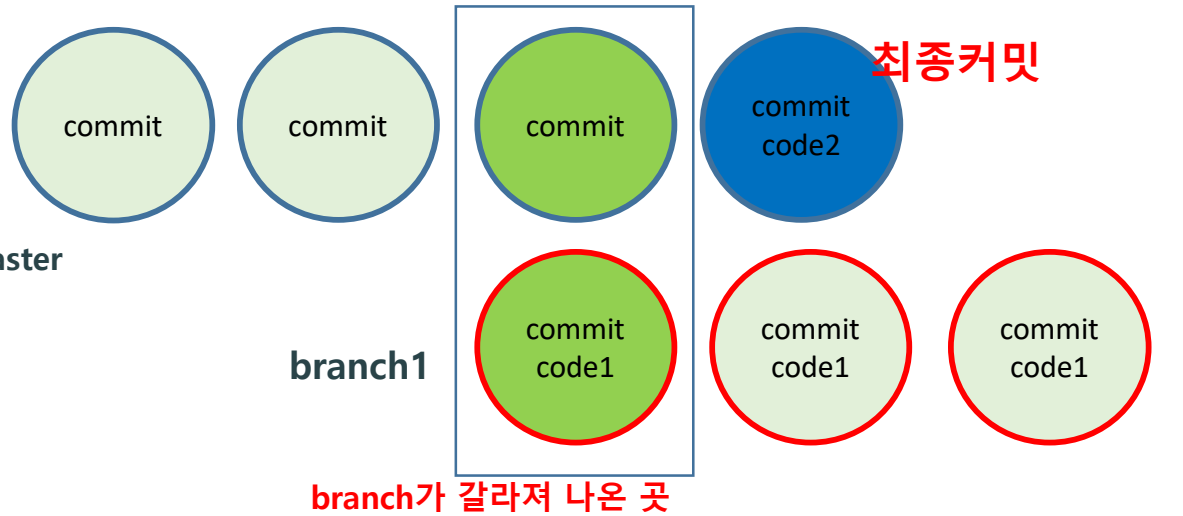 최종커밋
commit
commit
commit
commit
code2
aster
branch1
commit
code1
commit
code1
commit
code1
branch가 갈라져 나온 곳